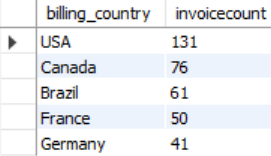 billing_country invoicecount
USA 131
Canada 76
Brazil 61
France 50
Germany 41